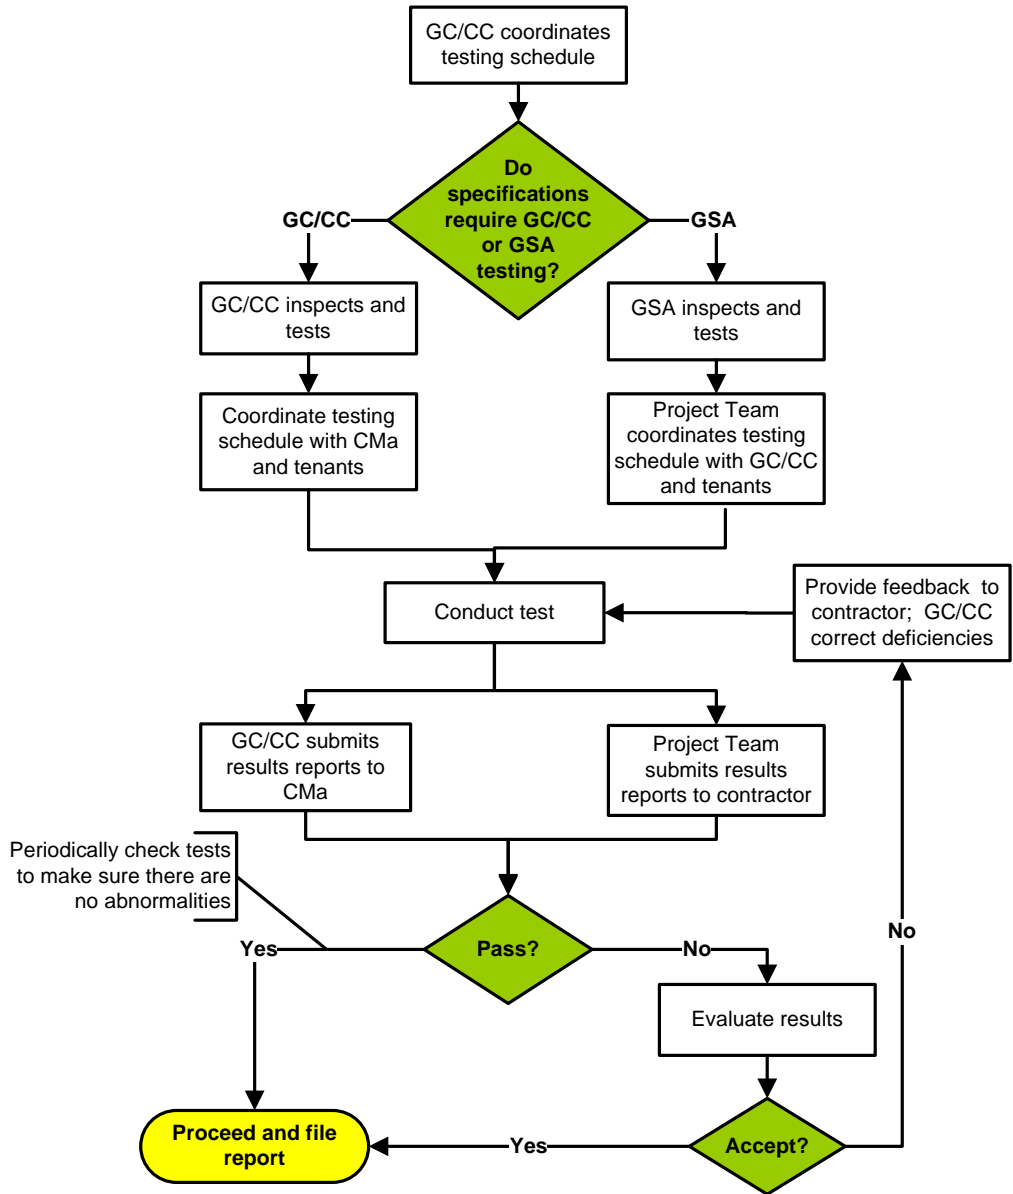 GC/CC coordinates
testing schedule
Do
specifications
require GC/CC
or GSA
testing?
GC/CC
GSA
GC/CC inspects and
tests
GSA inspects and
tests
Coordinate testing
schedule with CMa
and tenants
Project Team
coordinates testing
schedule with GC/CC
and tenants
Conduct test
Provide feedback to
contractor; GC/CC
correct deficiencies
GC/CC submits
results reports to
CMa
Project Team
submits results
reports to contractor
Periodically check tests
to make sure there are
no abnormalities
Pass?
Yes
No
No
Evaluate results
Accept?
Yes
Proceed and file
report